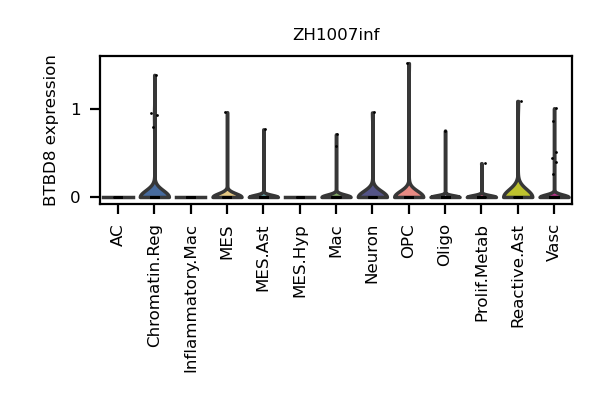 ZH1007inf
BTBD8 expression
1
0
AC
Chromatin.Reg
Inflammatory.Mac
MES
MES.Ast
MES.Hyp
Mac
Neuron
OPC
Oligo
Prolif.Metab
Reactive.Ast
Vasc